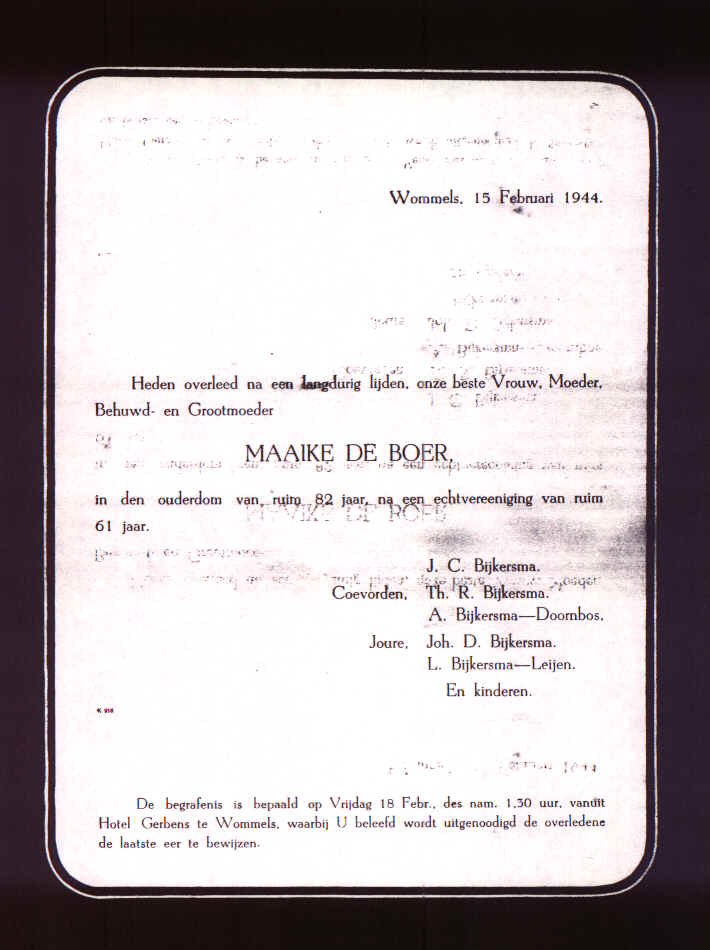 Wommels, 15 Februari 1944.
Heden overleed na een langdurig lijden, onze beste Vrouw, Moeder,
Behuwd- en Grootmoeder
MAAIKE DE BOER,
in den ouderdom van ruim 82 jaar, na een echtvereeniging van ruim
61 jaar.
J. C. Bijkersma.
Coevorden, Th. R. Bijkersma.
A. Bijkersma—Doornbos.
Joure, Joh. D. Bijkersma.
L. Bijkersma—Leijen.
En kinderen.
K 918
De begrafenis is bepaald op Vrijdag 18 Febr., des nam. 1.30 uur, vanuit
Hotel Gerbens te Wommels, waarbij U beleefd wordt uitgenoodigd de overledene
de laatste eer te bewijzen.